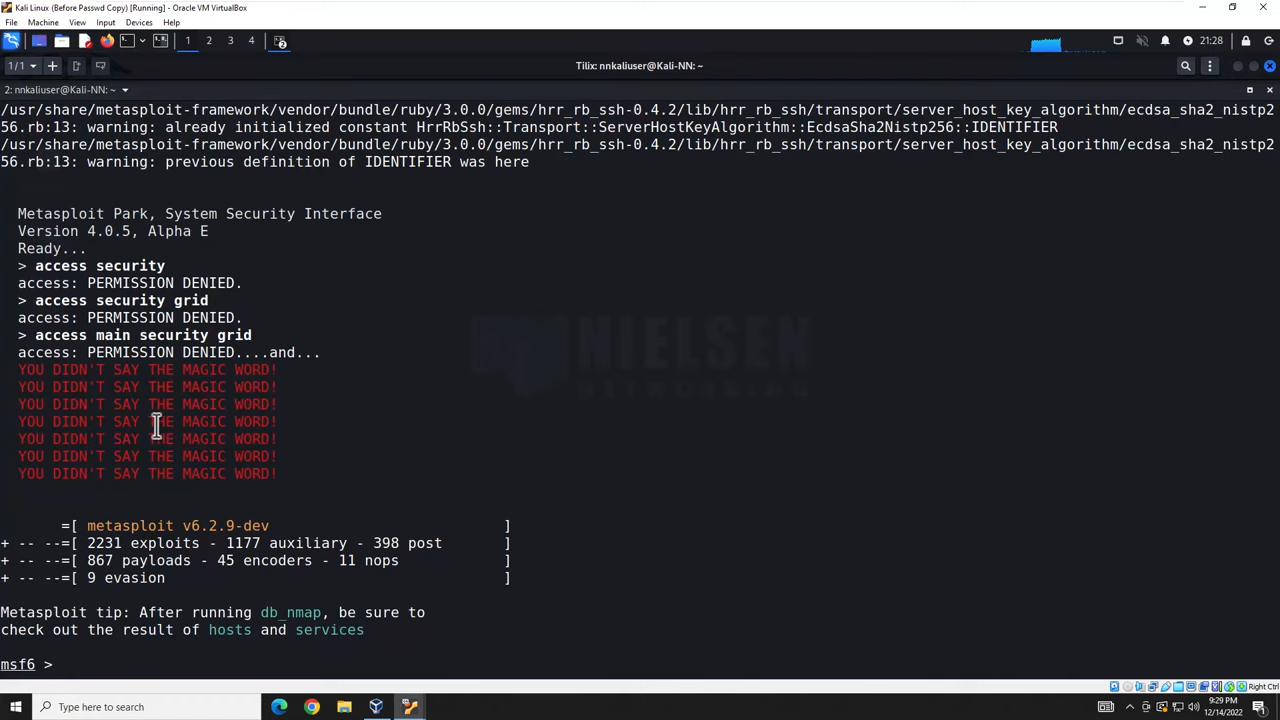 Kali Linux (Before Passwd Copy) [Running] - Oracle VM VirtualBox
File Machine View Input Devices Help
1 2 3 4 2 21:28
1/1 Tilix: nnkaliuser@Kali-NN: ~
2: nnkaliuser@Kali-NN: ~
/usr/share/metasploit-framework/vendor/bundle/ruby/3.0.0/gems/hrr_rb_ssh-0.4.2/lib/hrr_rb_ssh/transport/server_host_key_algorithm/ecdsa_sha2_nistp2
56.rb:13: warning: already initialized constant HrrRbSsh::Transport::ServerHostKeyAlgorithm::EcdsaSha2Nistp256::IDENTIFIER
/usr/share/metasploit-framework/vendor/bundle/ruby/3.0.0/gems/hrr_rb_ssh-0.4.2/lib/hrr_rb_ssh/transport/server_host_key_algorithm/ecdsa_sha2_nistp2
56.rb:13: warning: previous definition of IDENTIFIER was here
Metasploit Park, System Security Interface
Version 4.0.5, Alpha E
Ready...
> access security
access: PERMISSION DENIED.
> access security grid
access: PERMISSION DENIED.
> access main security grid
access: PERMISSION DENIED....and...
YOU DIDN'T SAY THE MAGIC WORD!
YOU DIDN'T SAY THE MAGIC WORD!
YOU DIDN'T SAY THE MAGIC WORD!
YOU DIDN'T SAY THE MAGIC WORD!
YOU DIDN'T SAY THE MAGIC WORD!
YOU DIDN'T SAY THE MAGIC WORD!
YOU DIDN'T SAY THE MAGIC WORD!
NIELSEN
NETWORKING
=[ metasploit v6.2.9-dev ]
+ -- --=[ 2231 exploits - 1177 auxiliary - 398 post ]
+ -- --=[ 867 payloads - 45 encoders - 11 nops ]
+ -- --=[ 9 evasion ]
Metasploit tip: After running db_nmap, be sure to
check out the result of hosts and services
msf6 >
Right Ctrl
Type here to search
9:29 PM
12/14/2022
1